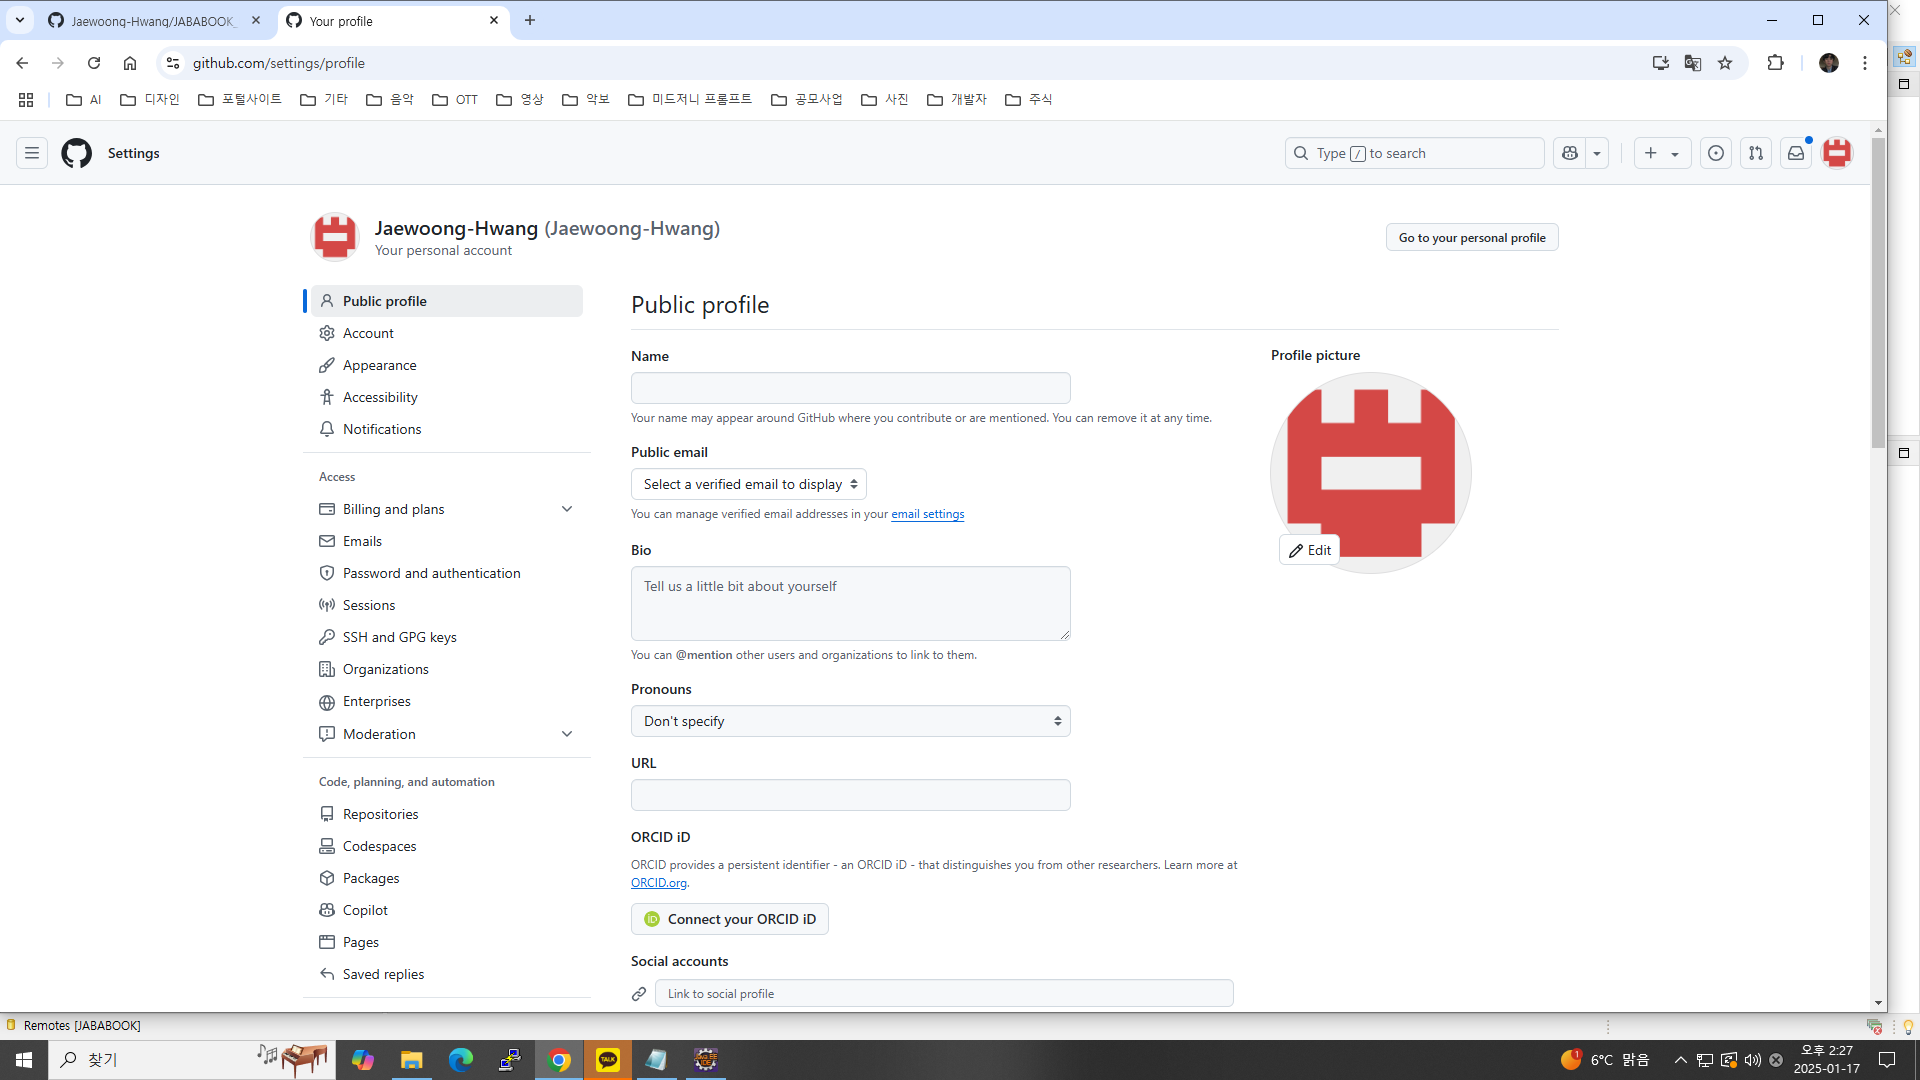 Jaewoong-Hwang/JABABOOK_
Your profile
github.com/settings/profile
AI
디자인
포털사이트
기타
음악
OTT
영상
악보
미드저니 프롬프트
공모사업
사진
개발자
주식
Settings
Type / to search
Jaewoong-Hwang (Jaewoong-Hwang)
Your personal account
Go to your personal profile
Public profile
Account
Appearance
Accessibility
Notifications
Access
Billing and plans
Emails
Password and authentication
Sessions
SSH and GPG keys
Organizations
Enterprises
Moderation
Code, planning, and automation
Repositories
Codespaces
Packages
Copilot
Pages
Saved replies
Public profile
Name
Your name may appear around GitHub where you contribute or are mentioned. You can remove it at any time.
Public email
Select a verified email to display
You can manage verified email addresses in your email settings
Bio
Tell us a little bit about yourself
You can @mention other users and organizations to link to them.
Pronouns
Don't specify
URL
ORCID iD
ORCID provides a persistent identifier - an ORCID iD - that distinguishes you from other researchers. Learn more at
ORCID.org.
iD Connect your ORCID iD
Social accounts
Link to social profile
Profile picture
Edit
Remotes [JABABOOK]
찾기
TALK
1
6°C 맑음
오후 2:27
2025-01-17